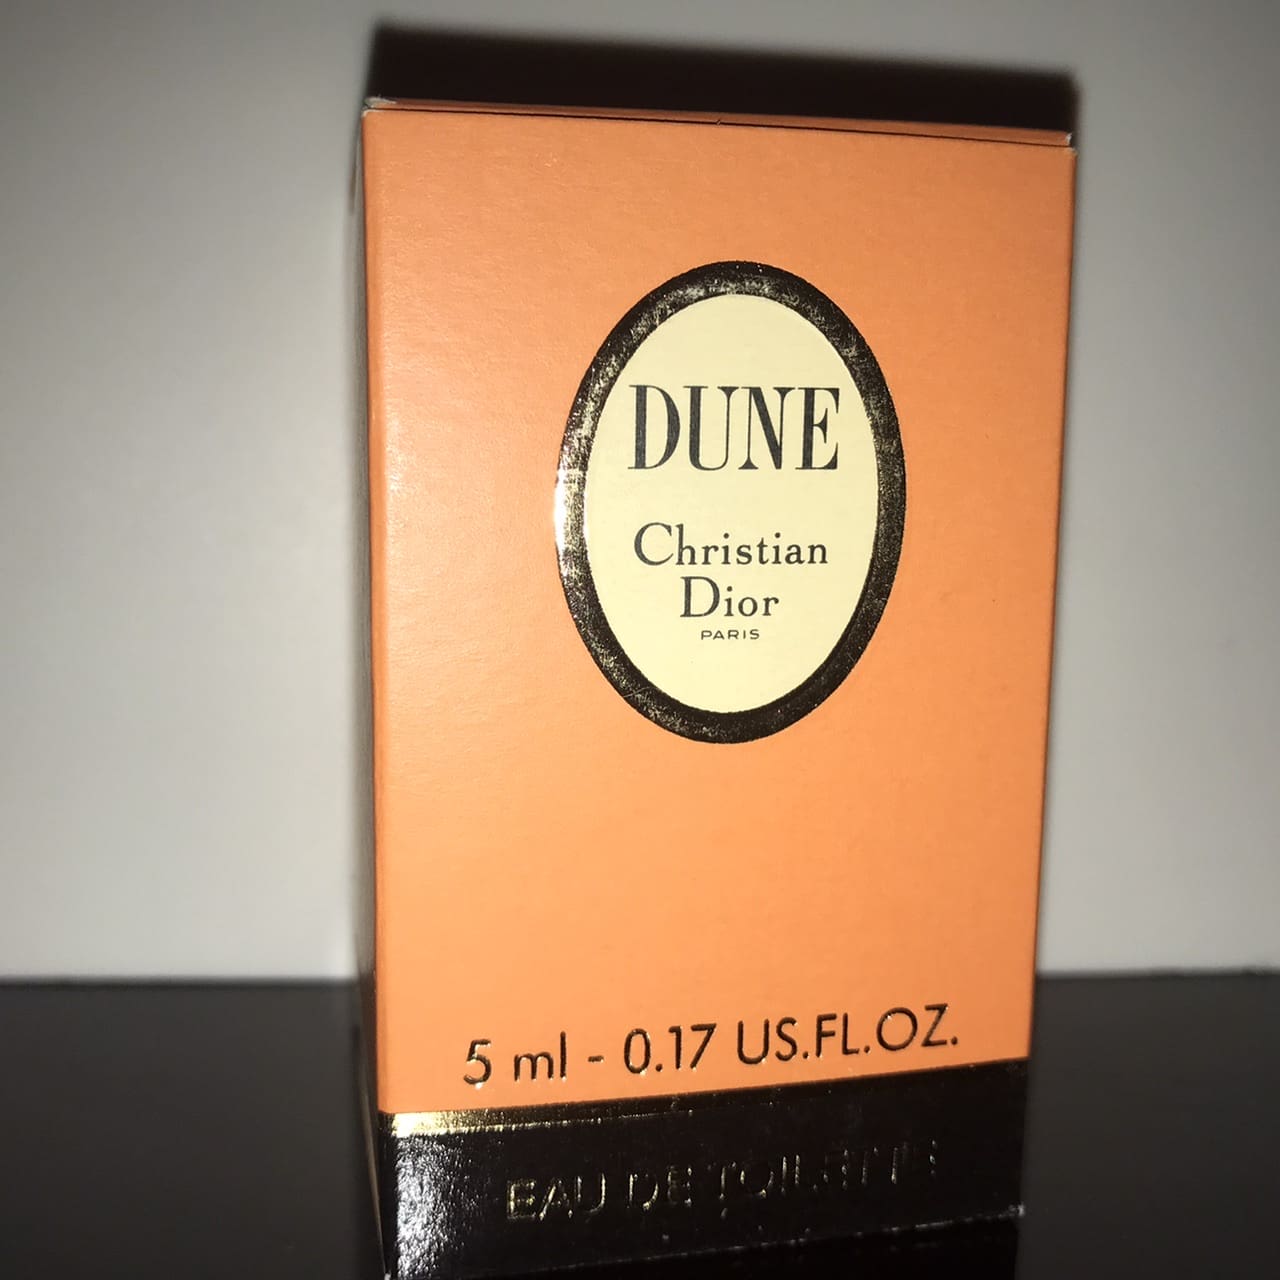 DUNE
Christian
Dior
PARIS
5 ml - 0.17 US.FL.OZ.
EAU DE TOILETTE